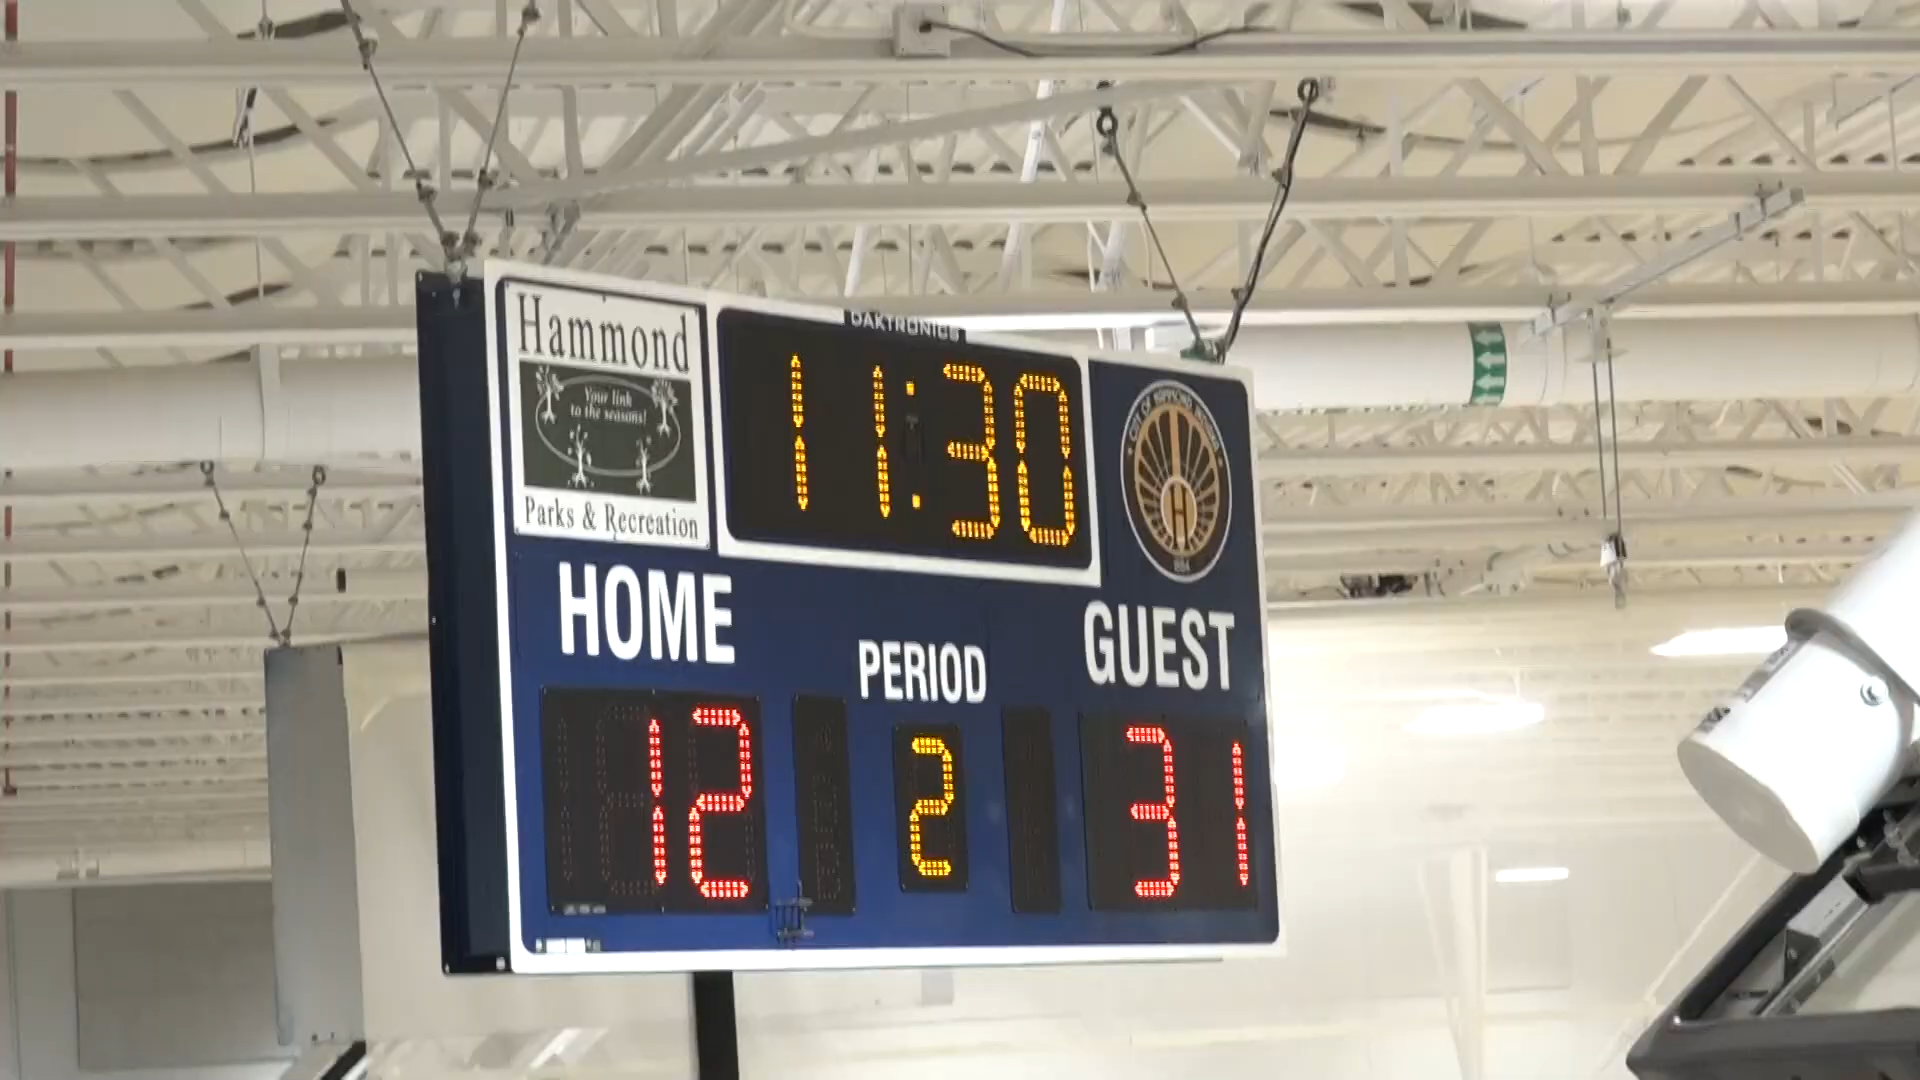 Hammond
Your link
to the seasons!
Parks & Recreation
DAKTRONICS
11:30
HOME
PERIOD
GUEST
12
2
31
H